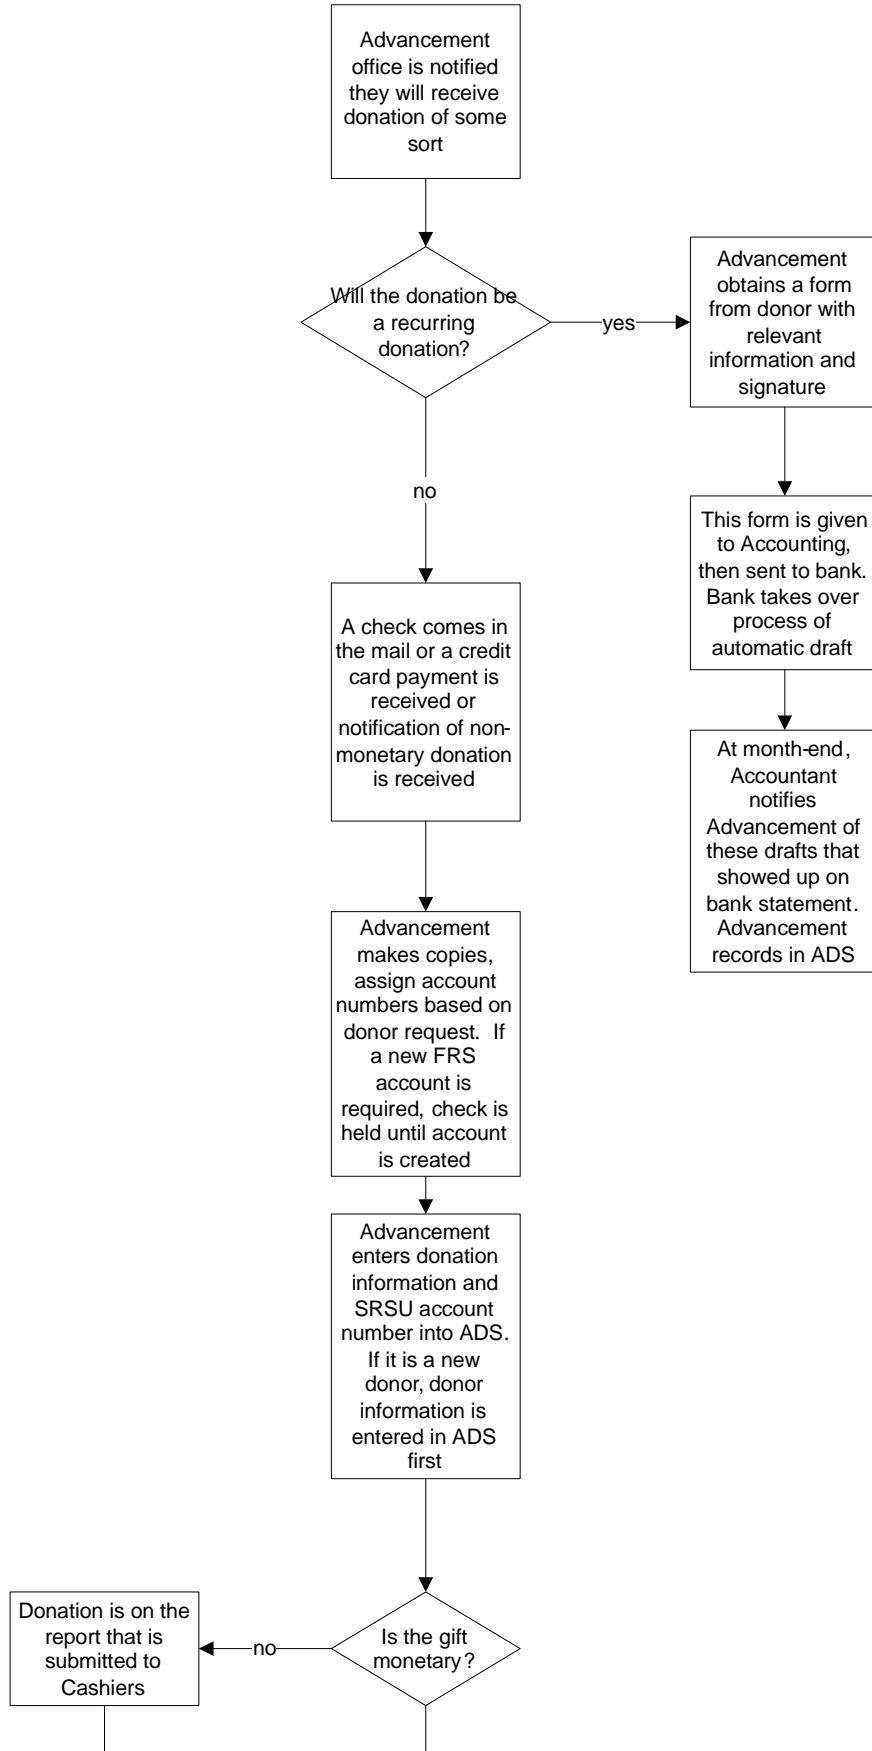 Advancement
office is notified
they will receive
donation of some
sort
Will the donation be
a recurring
donation?
yes
Advancement
obtains a form
from donor with
relevant
information and
signature
no
This form is given
to Accounting,
then sent to bank.
Bank takes over
process of
automatic draft
A check comes in
the mail or a credit
card payment is
received or
notification of non-
monetary donation
is received
At month-end,
Accountant
notifies
Advancement of
these drafts that
showed up on
bank statement.
Advancement
records in ADS
Advancement
makes copies,
assign account
numbers based on
donor request.  If
a new FRS
account is
required, check is
held until account
is created
Advancement
enters donation
information and
SRSU account
number into ADS.
If it is a new
donor, donor
information is
entered in ADS
first
Is the gift
monetary?
no
Donation is on the
report that is
submitted to
Cashiers